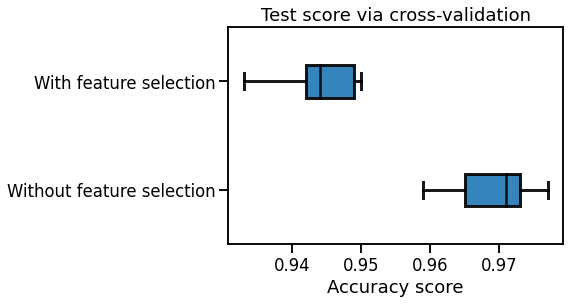 Test score via cross-validation
With feature selection
Without feature selection
0.94 0.95 0.96 0.97
Accuracy score